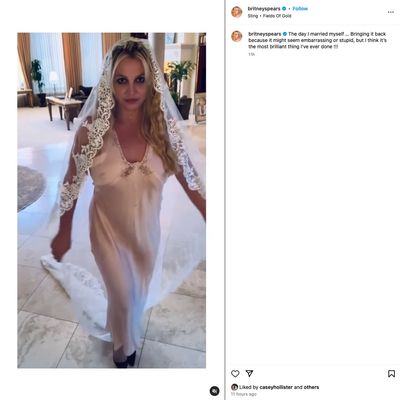 britneyspears • Follow
Sting • Fields Of Gold
britneyspears The day I married myself ... Bringing it back
because it might seem embarrassing or stupid, but I think it's
the most brilliant thing I've ever done !!!
11h
Liked by caseyhollister and others
11 hours ago